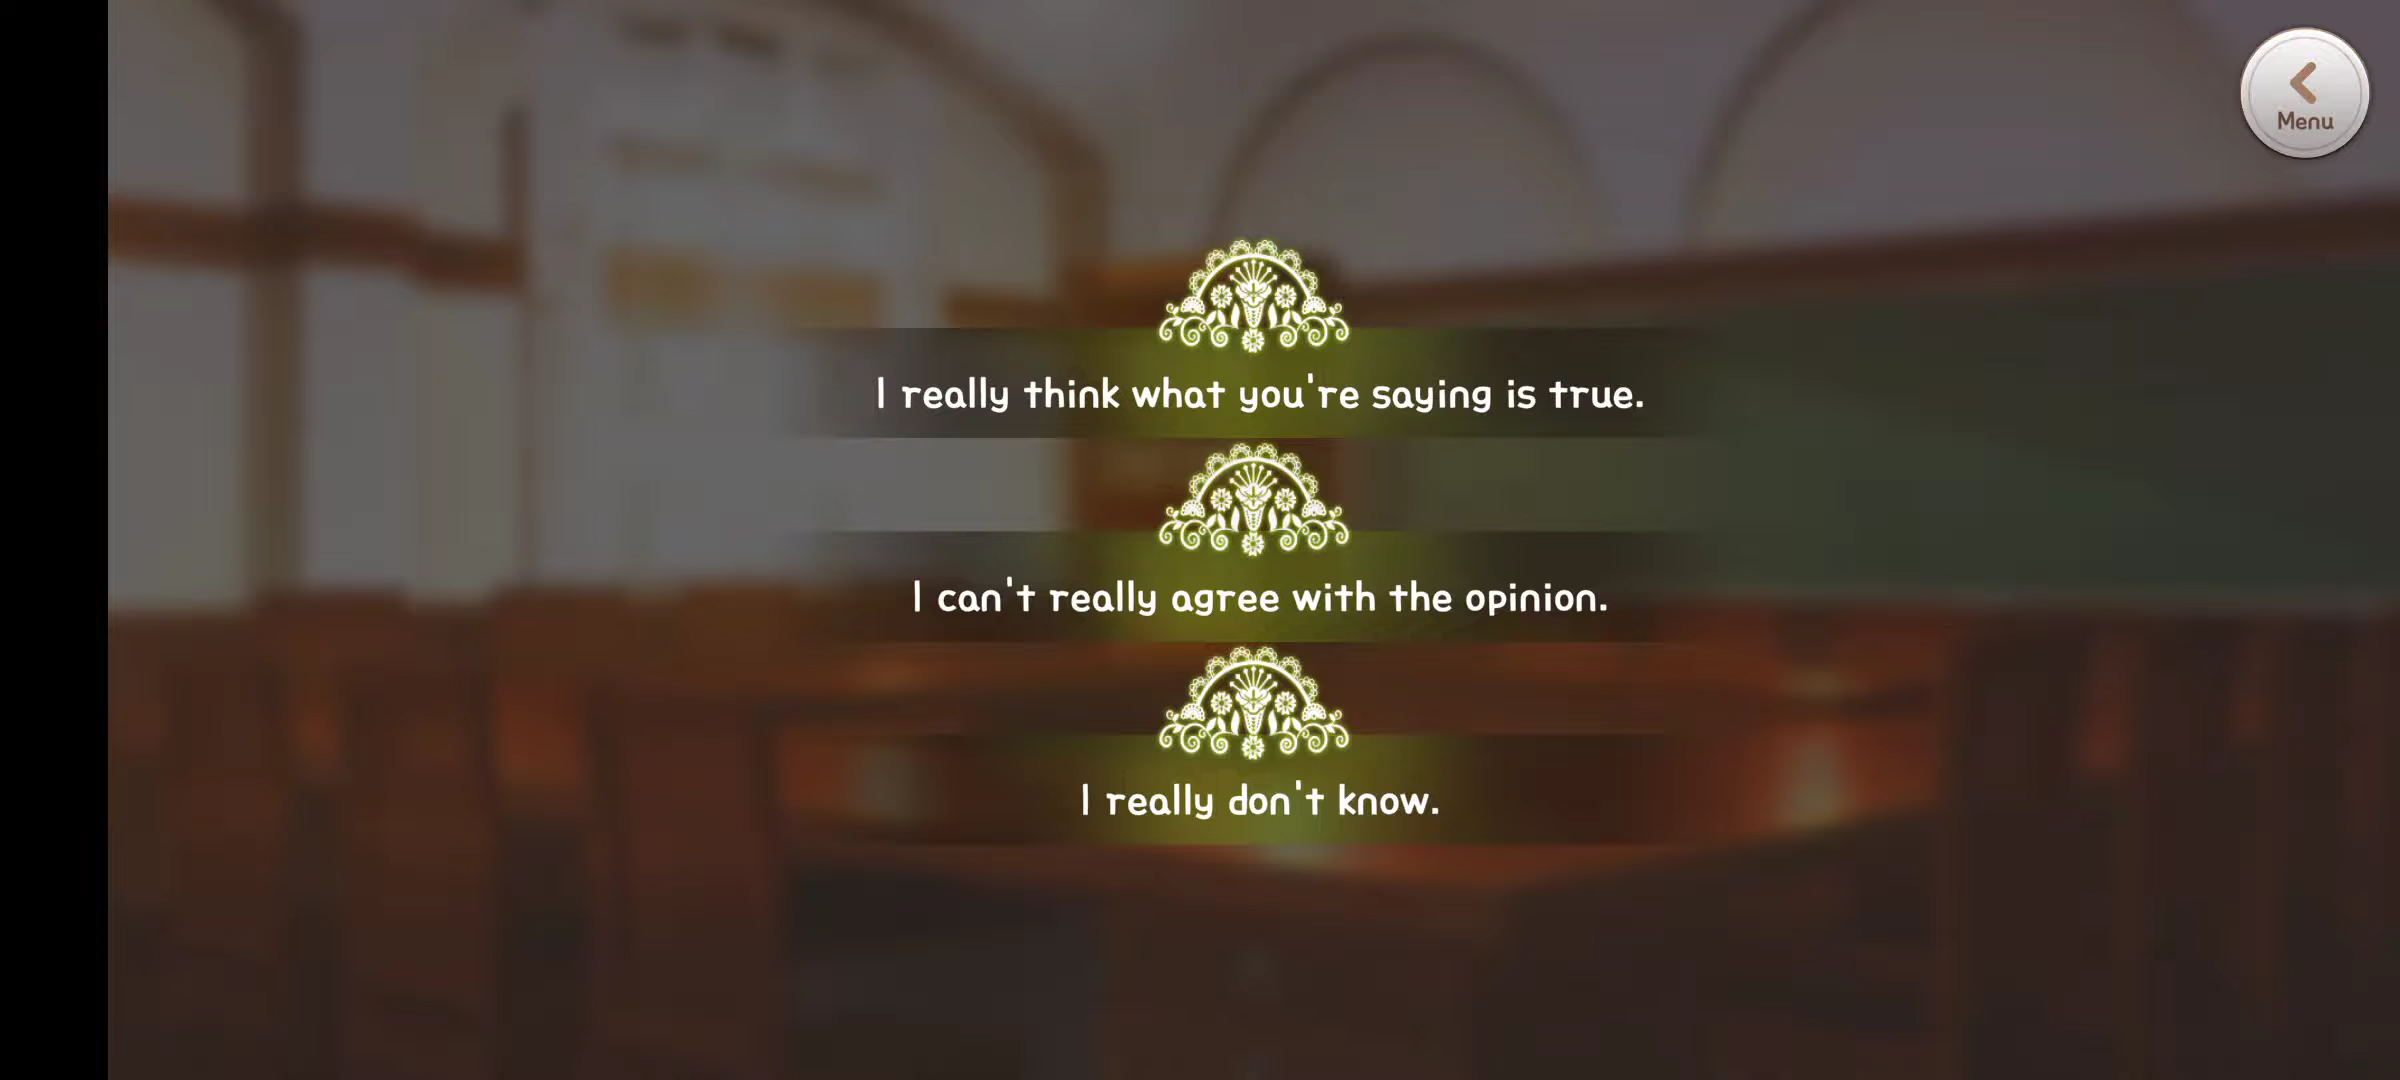 Menu
I really think what you're saying is true.
I can't really agree with the opinion.
I really don't know.